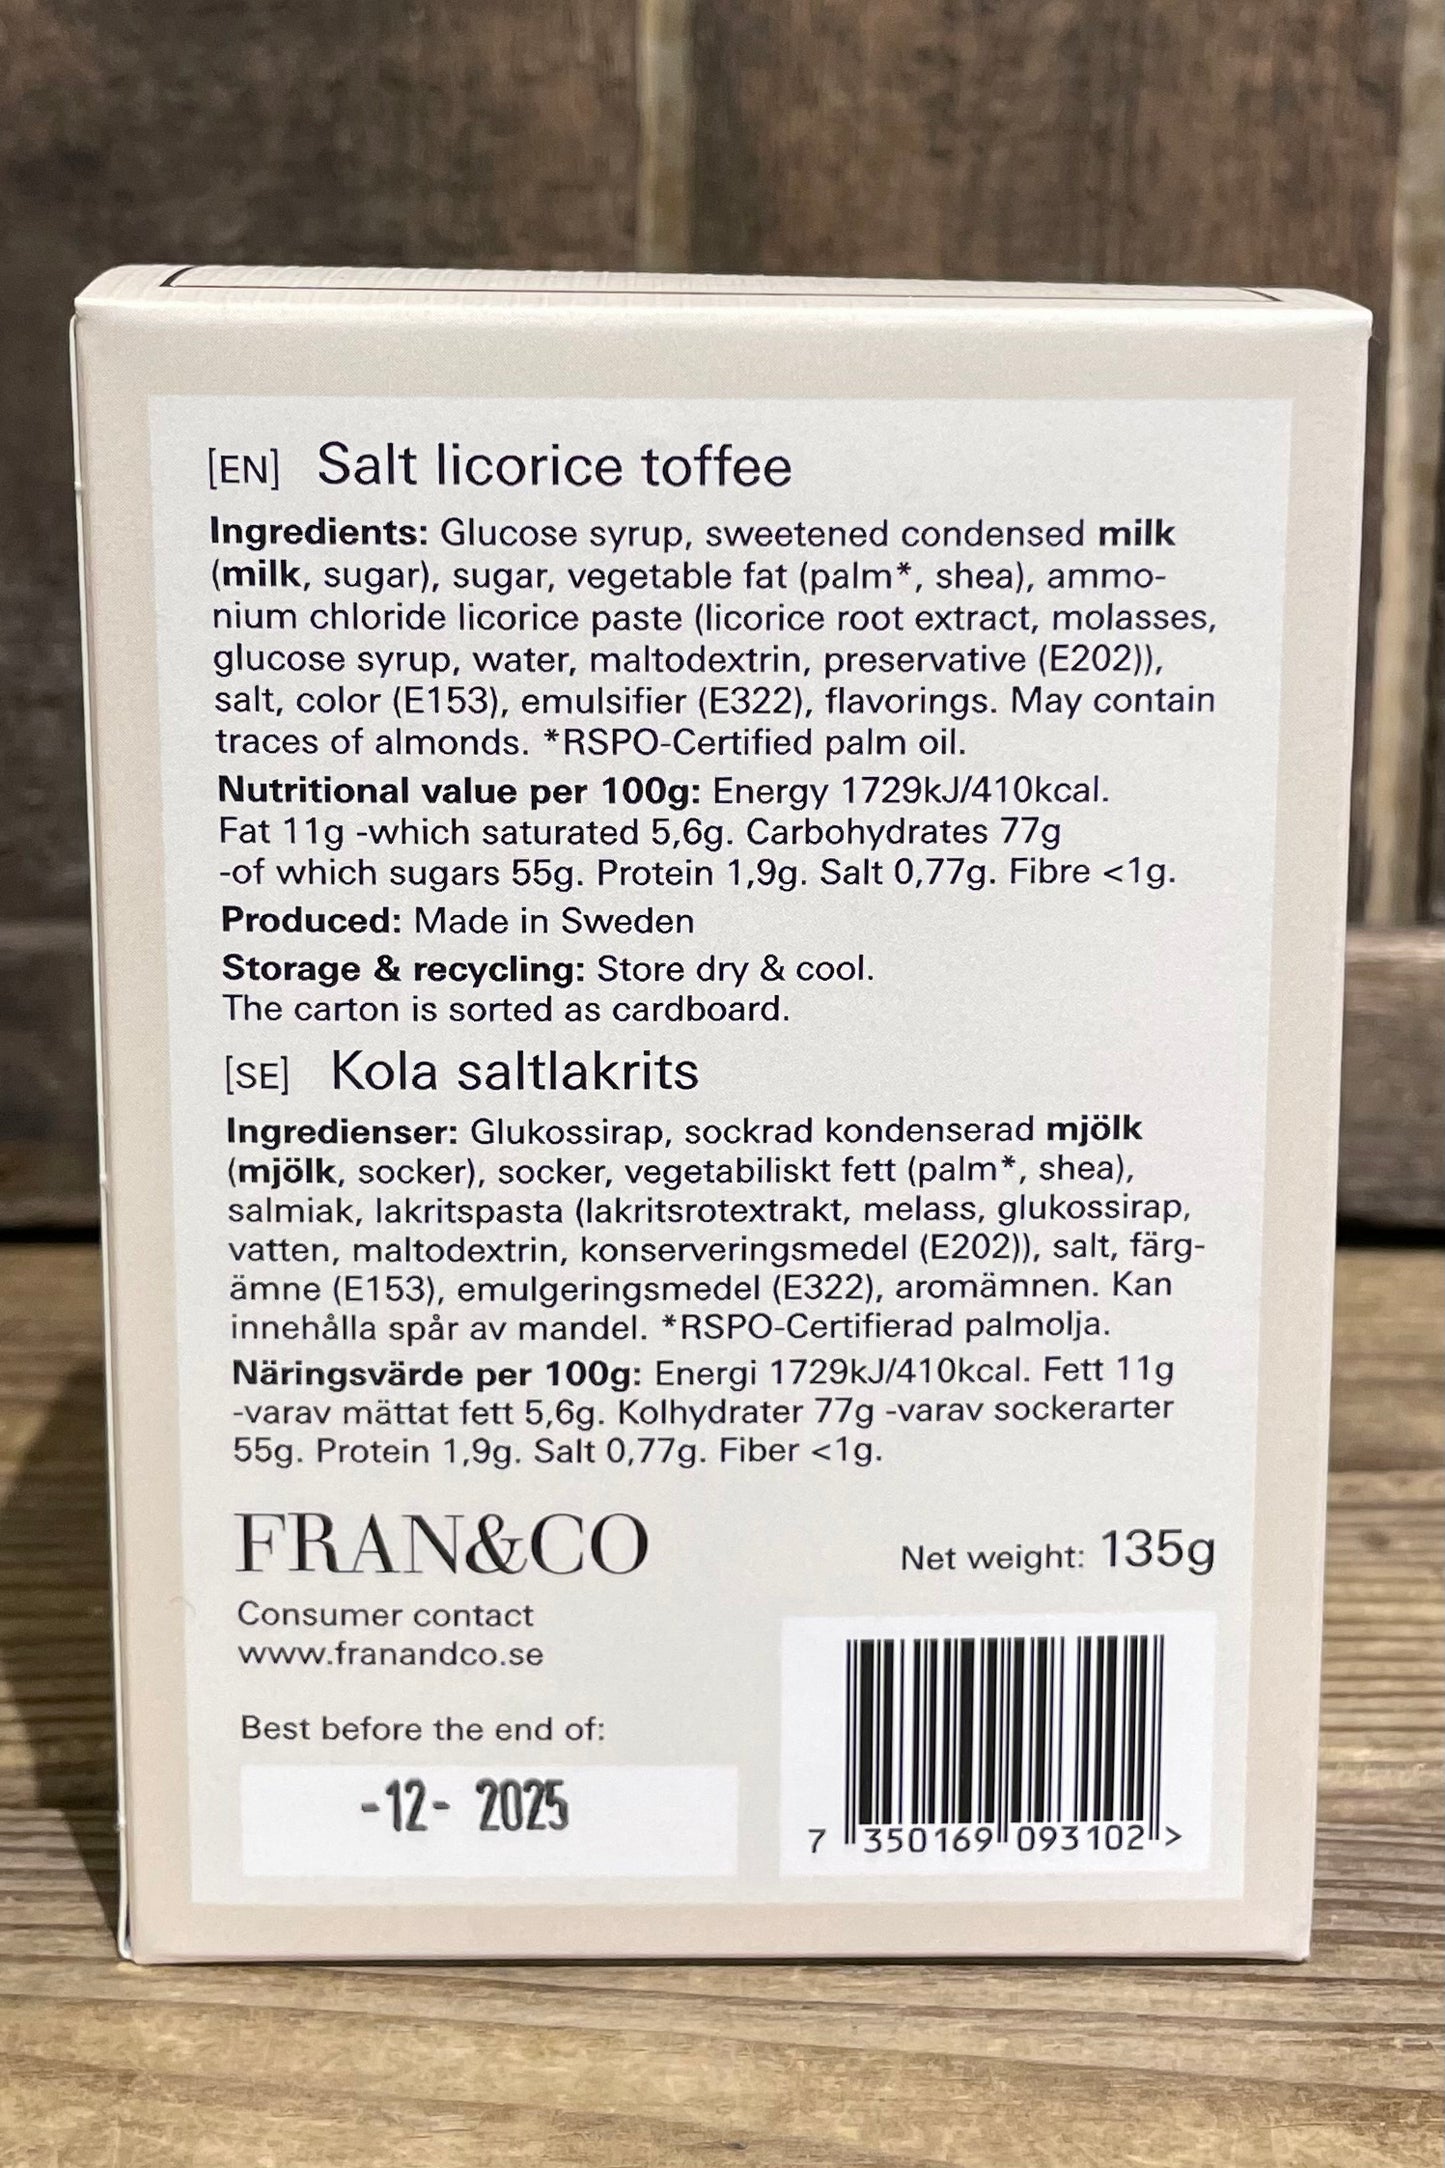 [EN] Salt licorice toffee
Ingredients: Glucose syrup, sweetened condensed milk
(milk, sugar), sugar, vegetable fat (palm*, shea), ammo-
nium chloride licorice paste (licorice root extract, molasses,
glucose syrup, water, maltodextrin, preservative (E202)),
salt, color (E153), emulsifier (E322), flavorings. May contain
traces of almonds. *RSPO-Certified palm oil.
Nutritional value per 100g: Energy 1729kJ/410kcal.
Fat 11g -which saturated 5,6g. Carbohydrates 77g
-of which sugars 55g. Protein 1,9g. Salt 0,77g. Fibre <1g.
Produced: Made in Sweden
Storage & recycling: Store dry & cool.
The carton is sorted as cardboard.
[SE] Kola saltlakrits
Ingredienser: Glukossirap, sockrad kondenserad mjölk
(mjölk, socker), socker, vegetabiliskt fett (palm*, shea),
salmiak, lakritspasta (lakritsrotextrakt, melass, glukossirap,
vatten, maltodextrin, konserveringsmedel (E202)), salt, färg-
ämne (E153), emulgeringsmedel (E322), aromämnen. Kan
innehålla spår av mandel. *RSPO-Certifierad palmolja.
Näringsvärde per 100g: Energi 1729kJ/410kcal. Fett 11g
-varav mättat fett 5,6g. Kolhydrater 77g -varav sockerarter
55g. Protein 1,9g. Salt 0,77g. Fiber <1g.
FRAN&CO
Net weight: 135g
Consumer contact
www.franandco.se
Best before the end of:
-12- 2025
7 350169 093102 >